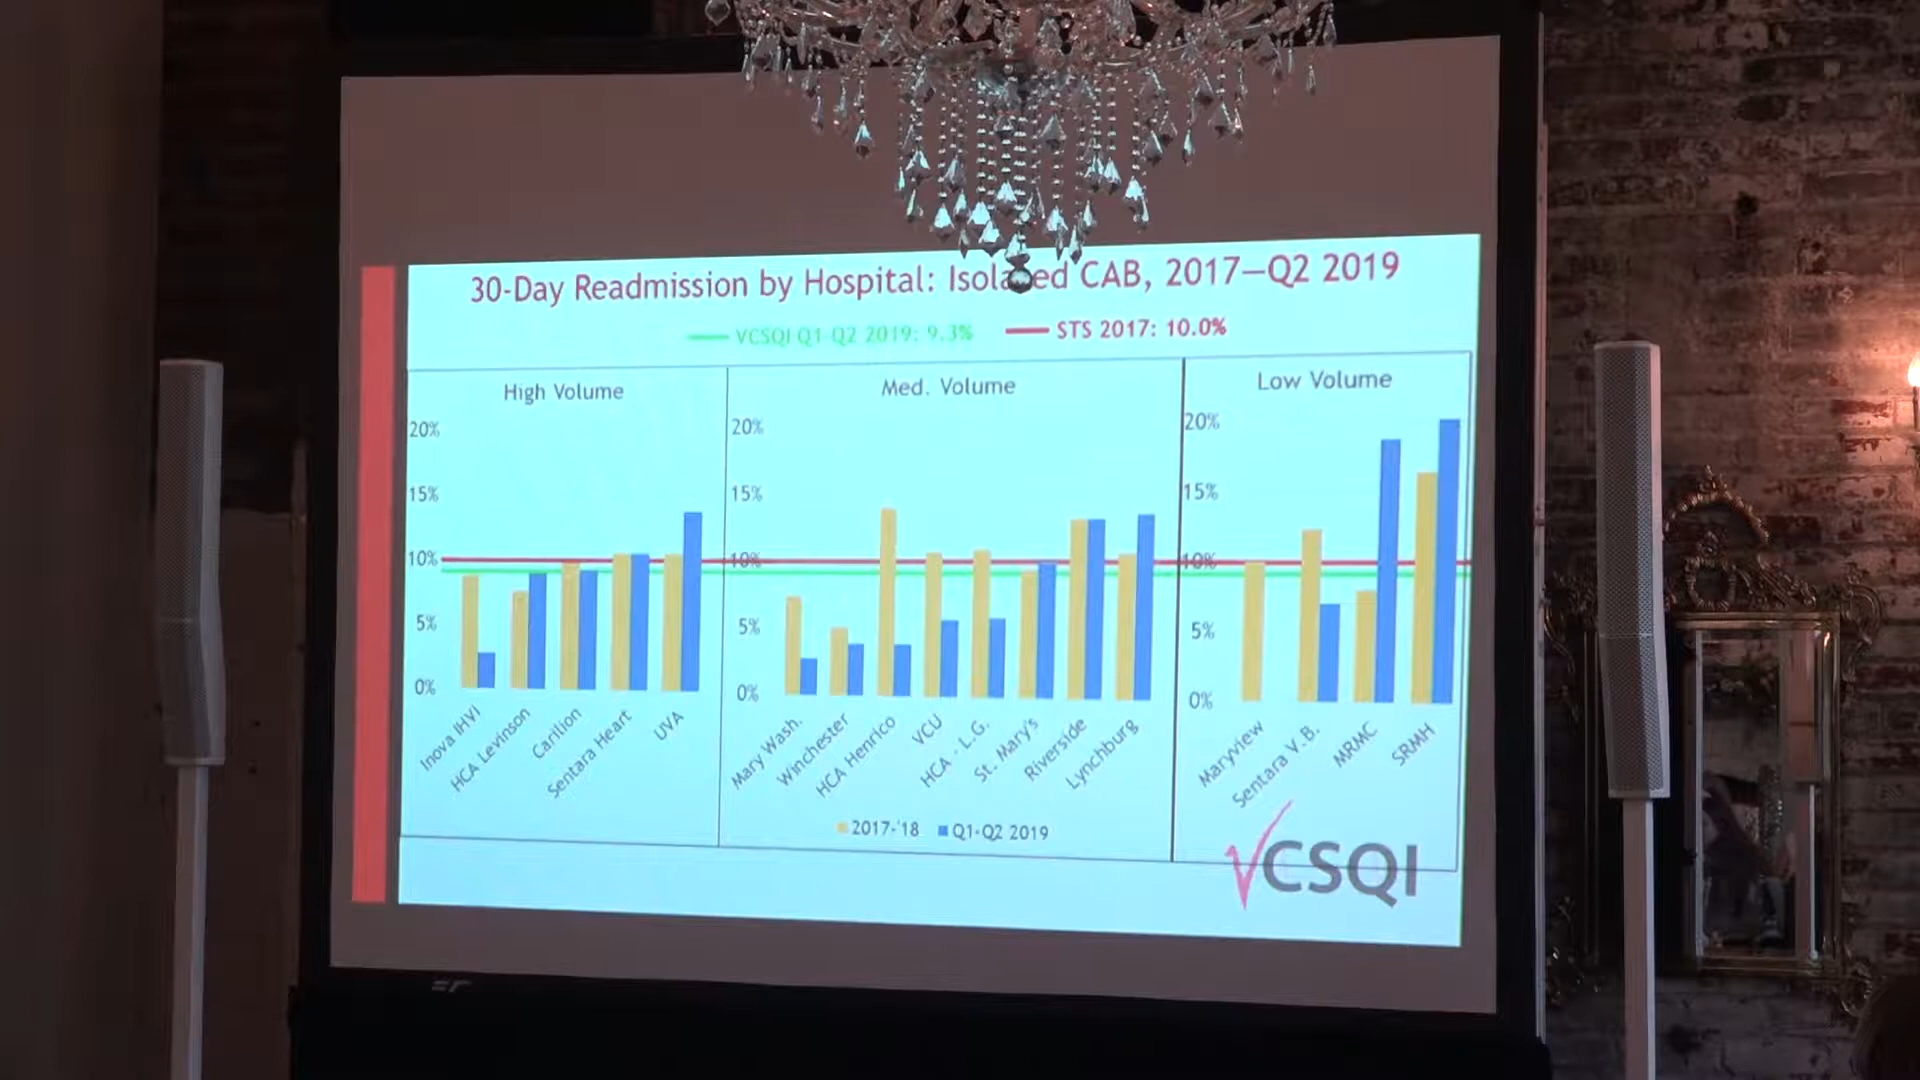 30-Day Readmission by Hospital: Isolated CAB, 2017—Q2 2019
VCSQI Q1-Q2 2019: 9.3%
STS 2017: 10.0%
High Volume
20%
15%
10%
5%
0%
Inova IHVI
HCA Levinson
Carilion
Sentara Heart
UVA
Med. Volume
20%
15%
10%
5%
0%
Mary Wash.
Winchester
HCA Henrico
VCU
HCA - L.G.
St. Mary's
Riverside
Lynchburg
2017-'18
Q1-Q2 2019
Low Volume
20%
15%
10%
5%
0%
Maryview
Sentara V.B.
MRMC
SRMH
VCSQI